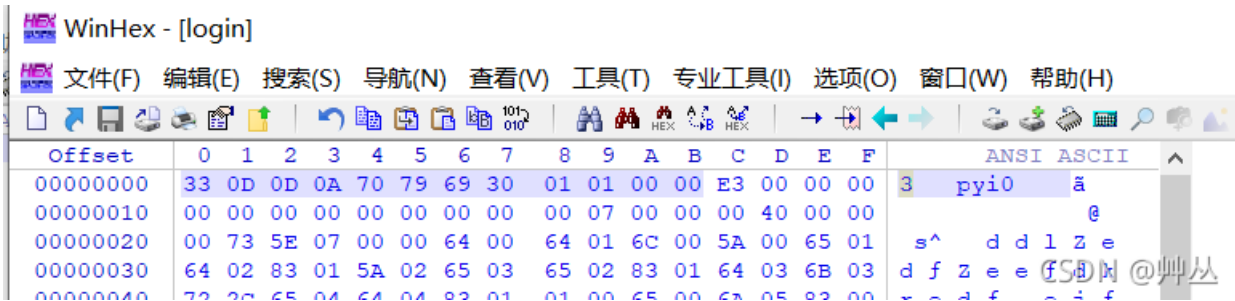 WinHex - [login]
文件(F) 编辑(E) 搜索(S) 导航(N) 查看(V) 工具(T) 专业工具(I) 选项(O) 窗口(W) 帮助(H)
Offset 0 1 2 3 4 5 6 7 8 9 A B C D E F ANSI ASCII
00000000 33 0D 0D 0A 70 79 69 30 01 01 00 00 E3 00 00 00 3 pyi0 ã
00000010 00 00 00 00 00 00 00 00 00 07 00 00 00 40 00 00 @
00000020 00 73 5E 07 00 00 64 00 64 01 6C 00 5A 00 65 01 s^ d d l Z e
00000030 64 02 83 01 5A 02 65 03 65 02 83 01 64 03 6B 03 d f Z e e f d k
CSDN @艸丛